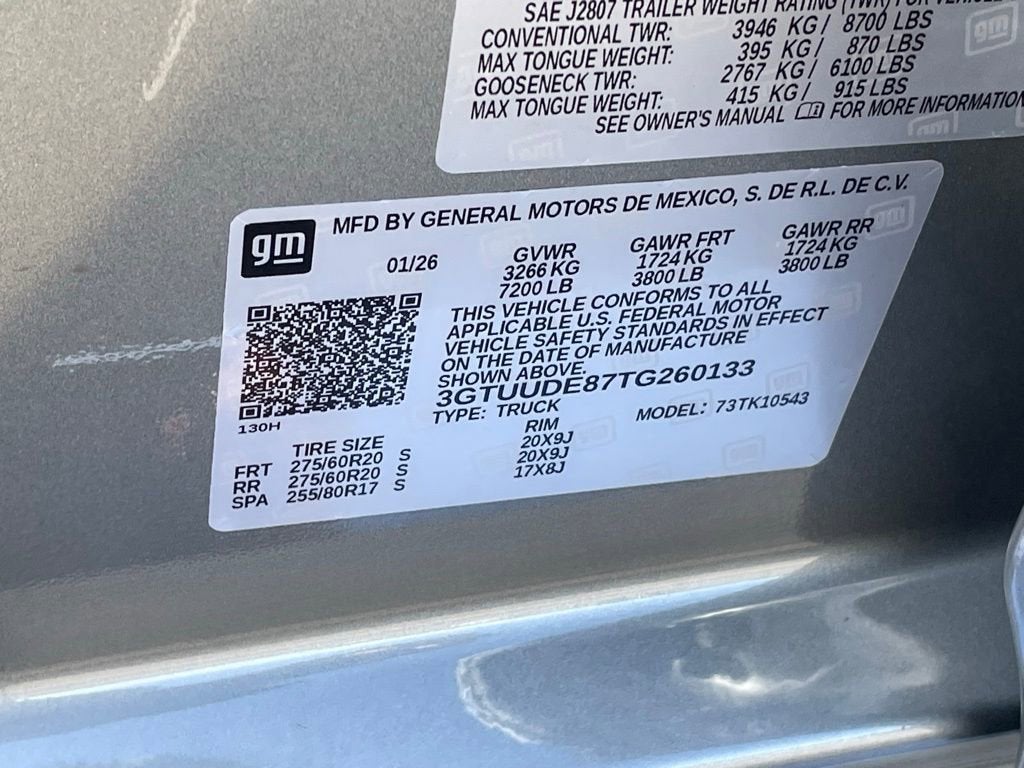 SAE J2807 TRAILER WEIGHT RATING (TWR) FOR VEHICLE
CONVENTIONAL TWR: 3946 KG / 8700 LBS
MAX TONGUE WEIGHT: 395 KG / 870 LBS
GOOSENECK TWR: 2767 KG / 6100 LBS
MAX TONGUE WEIGHT: 415 KG / 915 LBS
SEE OWNER'S MANUAL FOR MORE INFORMATION
gm
MFD BY GENERAL MOTORS DE MEXICO, S. DE R.L. DE C.V.
01/26
GVWR GAWR FRT GAWR RR
3266 KG 1724 KG 1724 KG
7200 LB 3800 LB 3800 LB
THIS VEHICLE CONFORMS TO ALL
APPLICABLE U.S. FEDERAL MOTOR
VEHICLE SAFETY STANDARDS IN EFFECT
ON THE DATE OF MANUFACTURE
SHOWN ABOVE.
3GTUUDE87TG260133
TYPE: TRUCK MODEL: 73TK10543
130H
TIRE SIZE RIM
FRT 275/60R20 S 20X9J
RR 275/60R20 S 20X9J
SPA 255/80R17 S 17X8J